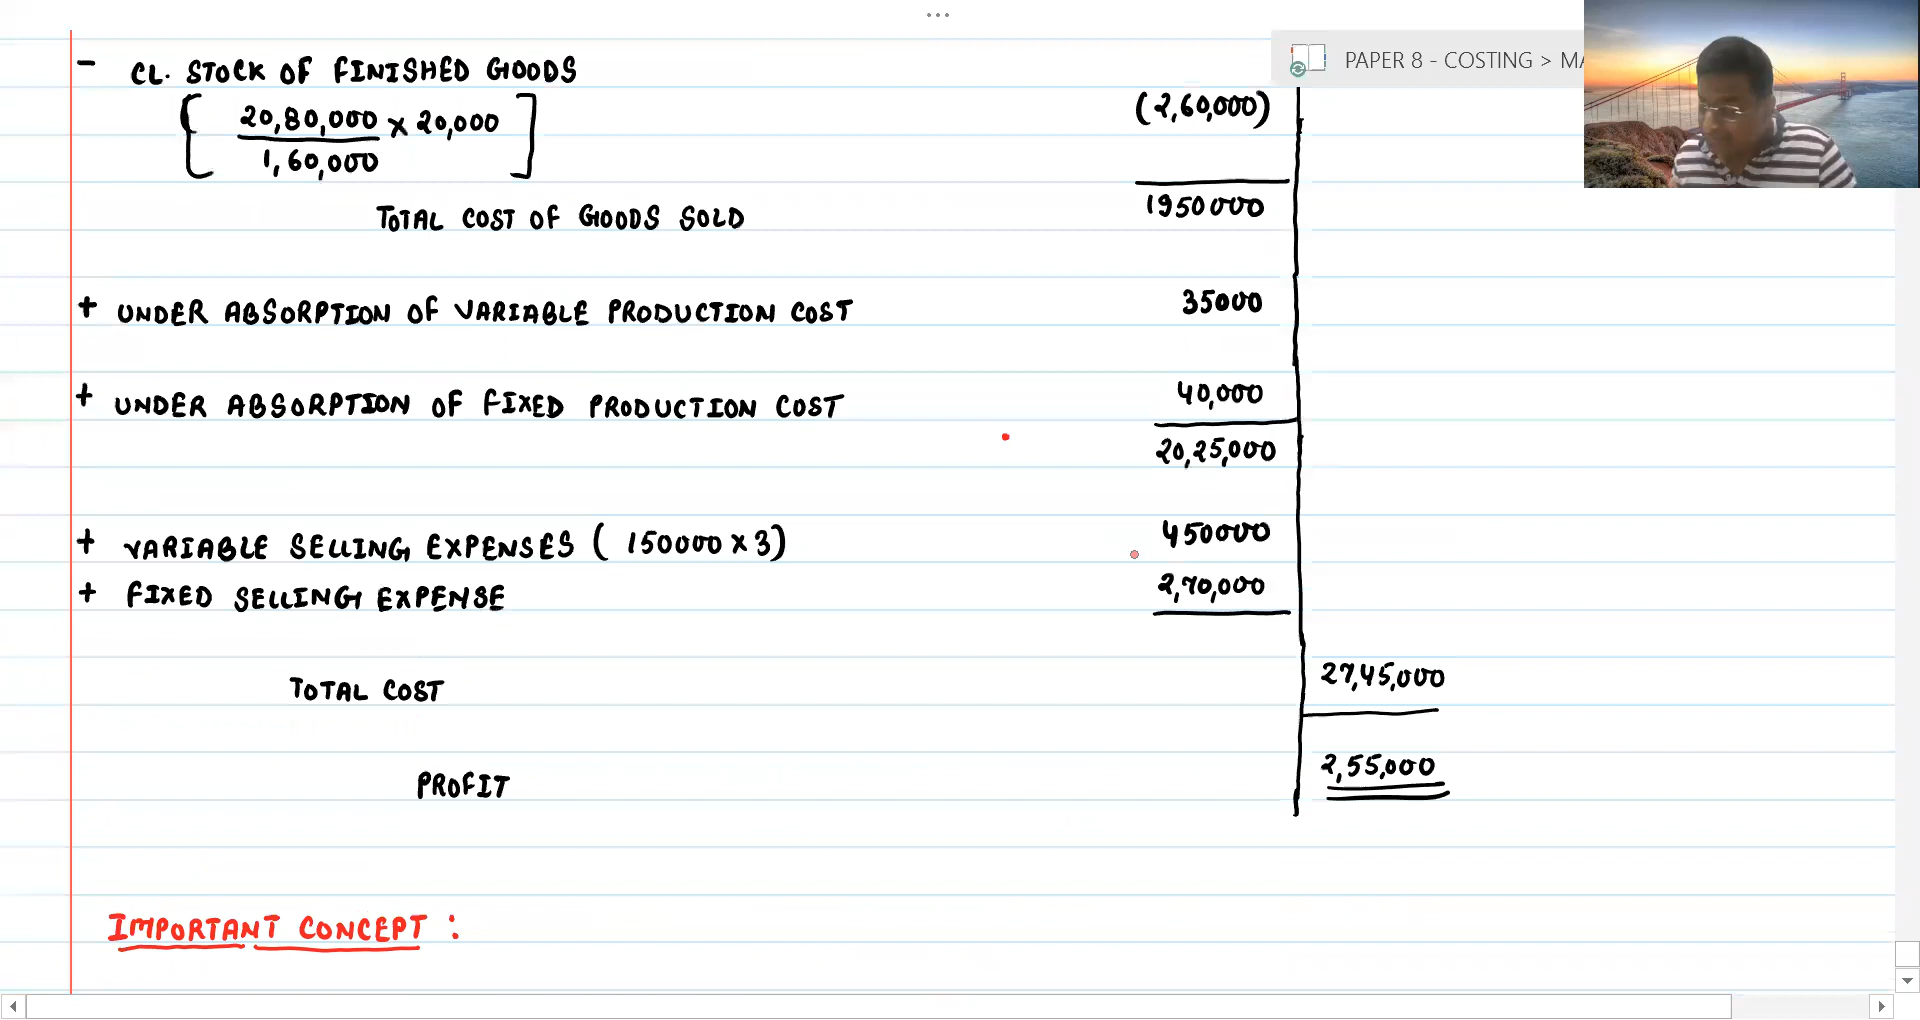 ...
PAPER 8 - COSTING > MA
- CL. STOCK OF FINISHED GOODS
[ 20,80,000 / 1,60,000 x 20,000 ] (2,60,000)
TOTAL COST OF GOODS SOLD 1950000
+ UNDER ABSORPTION OF VARIABLE PRODUCTION COST 35000
+ UNDER ABSORPTION OF FIXED PRODUCTION COST 40,000
20,25,000
+ VARIABLE SELLING EXPENSES ( 150000 x 3) 450000
+ FIXED SELLING EXPENSE 2,70,000
TOTAL COST 27,45,000
PROFIT 2,55,000
IMPORTANT CONCEPT :